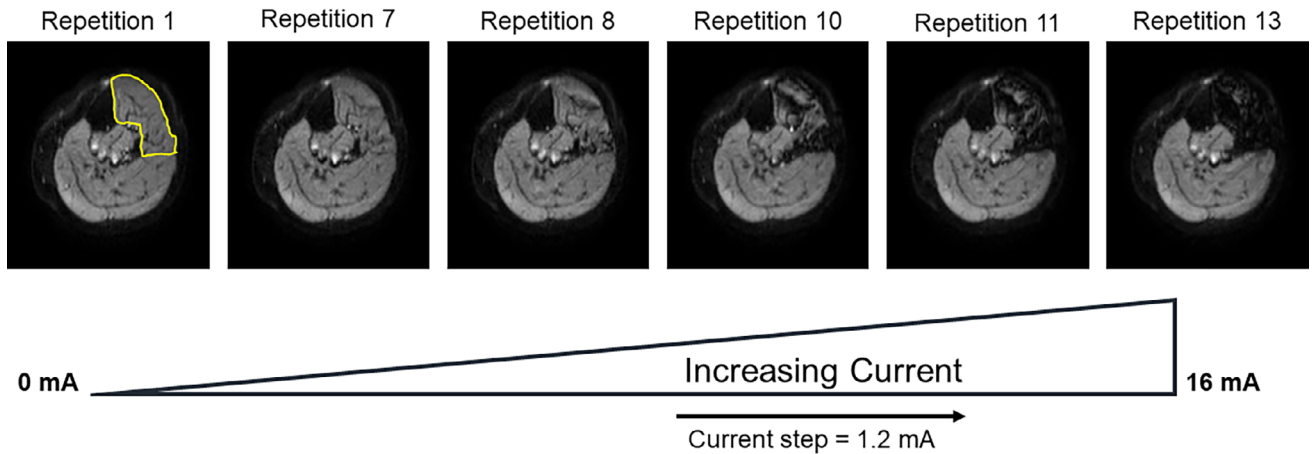 Repetition 1
Repetition 7
Repetition 8
Repetition 10
Repetition 11
Repetition 13
0 mA
Increasing Current
16 mA
Current step = 1.2 mA